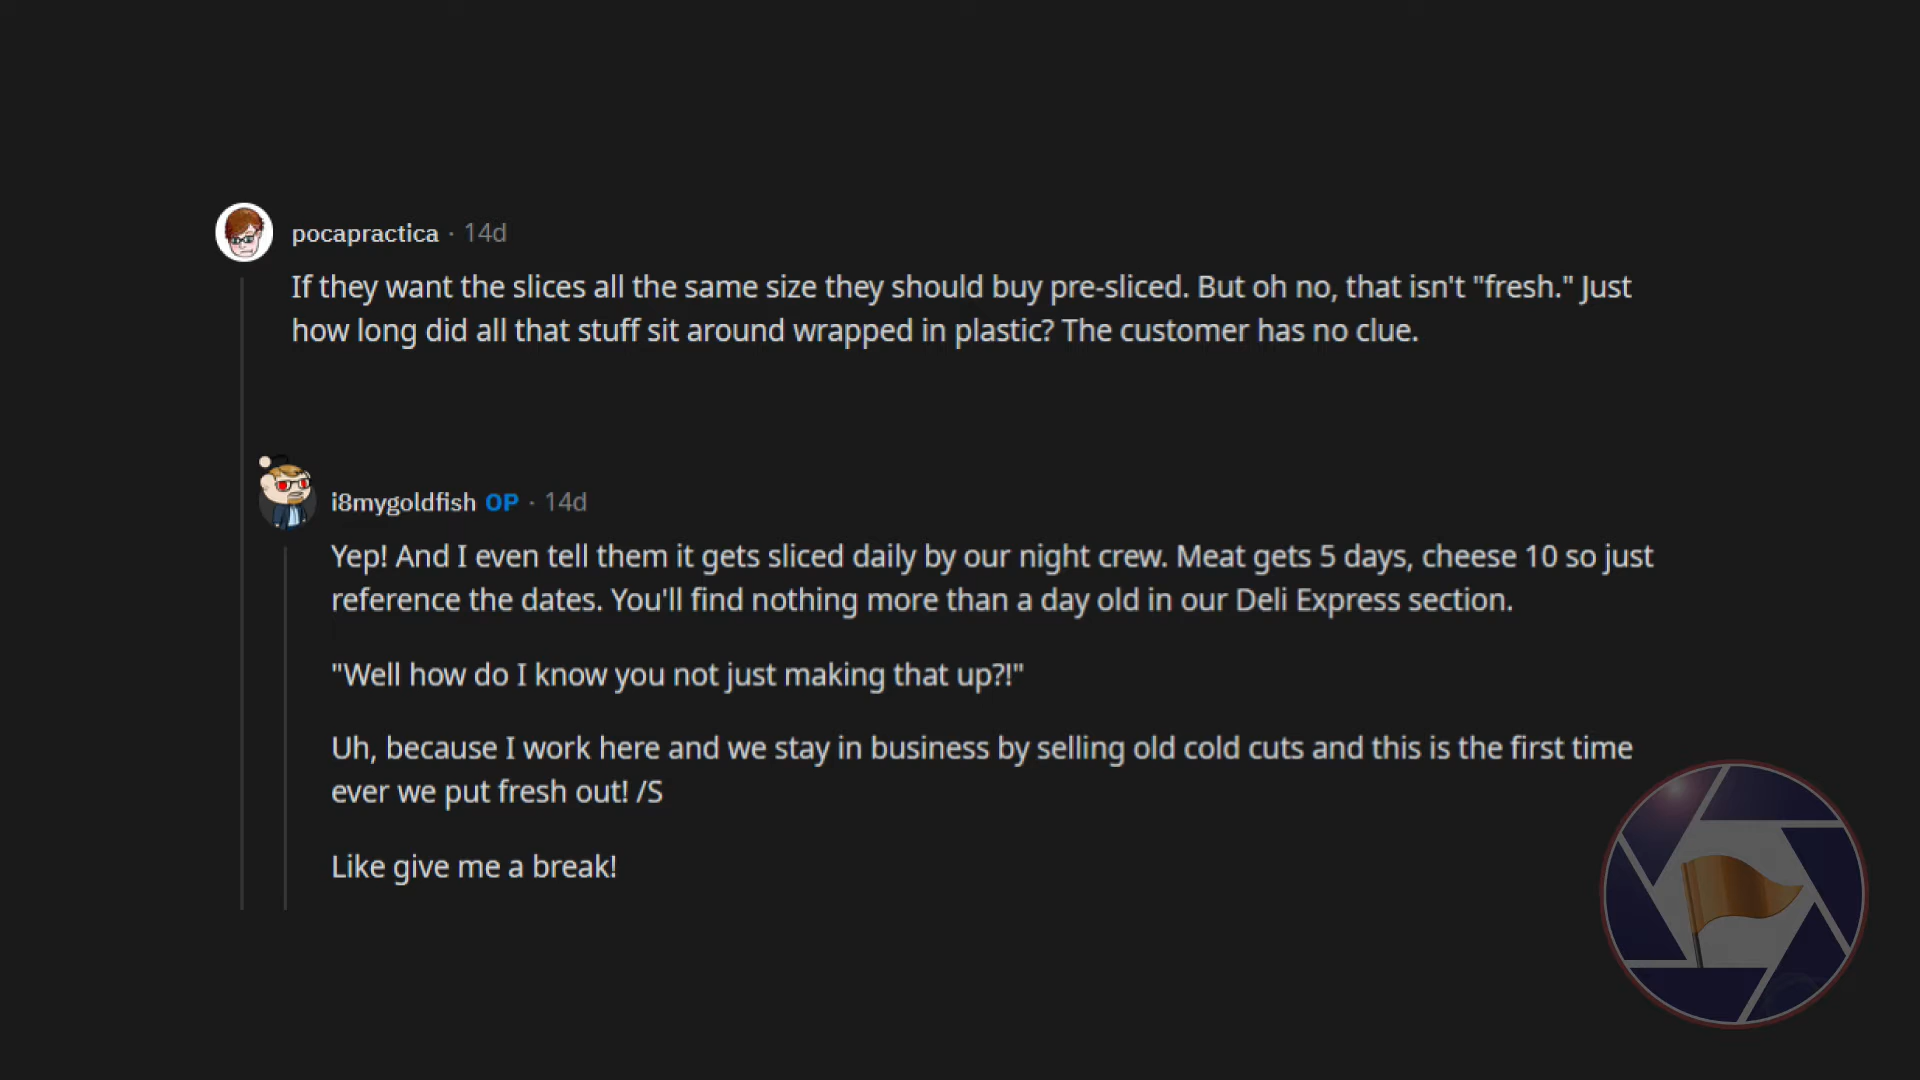 pocapractica · 14d
If they want the slices all the same size they should buy pre-sliced. But oh no, that isn't "fresh." Just
how long did all that stuff sit around wrapped in plastic? The customer has no clue.
i8mygoldfish OP · 14d
Yep! And I even tell them it gets sliced daily by our night crew. Meat gets 5 days, cheese 10 so just
reference the dates. You'll find nothing more than a day old in our Deli Express section.
"Well how do I know you not just making that up?!"
Uh, because I work here and we stay in business by selling old cold cuts and this is the first time
ever we put fresh out! /S
Like give me a break!